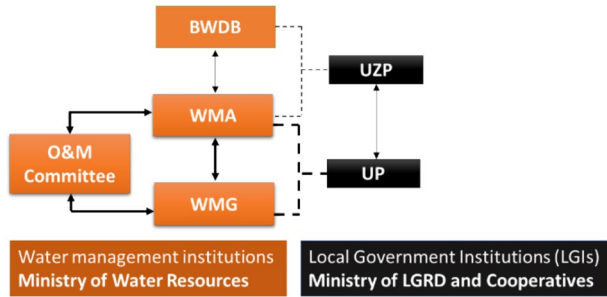 BWDB
UZP
WMA
O&M
Committee
UP
WMG
Water management institutions
Ministry of Water Resources
Local Government Institutions (LGIs)
Ministry of LGRD and Cooperatives